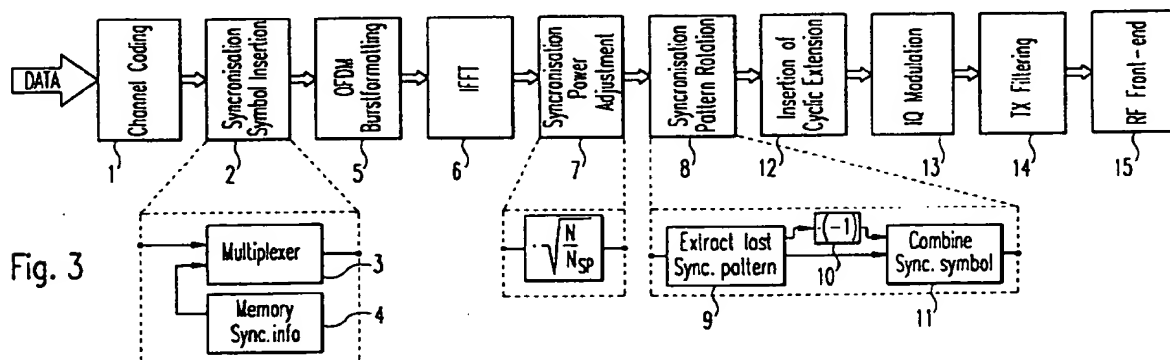 DATA
Channel Coding
1
Syncronisation
Symbol Insertion
2
OFDM
Burstformatting
5
IFFT
6
Syncronisation
Power
Adjustment
7
Syncronisation
Pattern Rotation
8
Insertion of
Cyclic Extension
12
IQ Modulation
13
TX Filtering
14
RF Front-end
15
Fig. 3
Multiplexer
3
Memory
Sync.info
4
·√N/NSP
Extract last
Sync. pattern
9
·(-1)
10
Combine
Sync. symbol
11